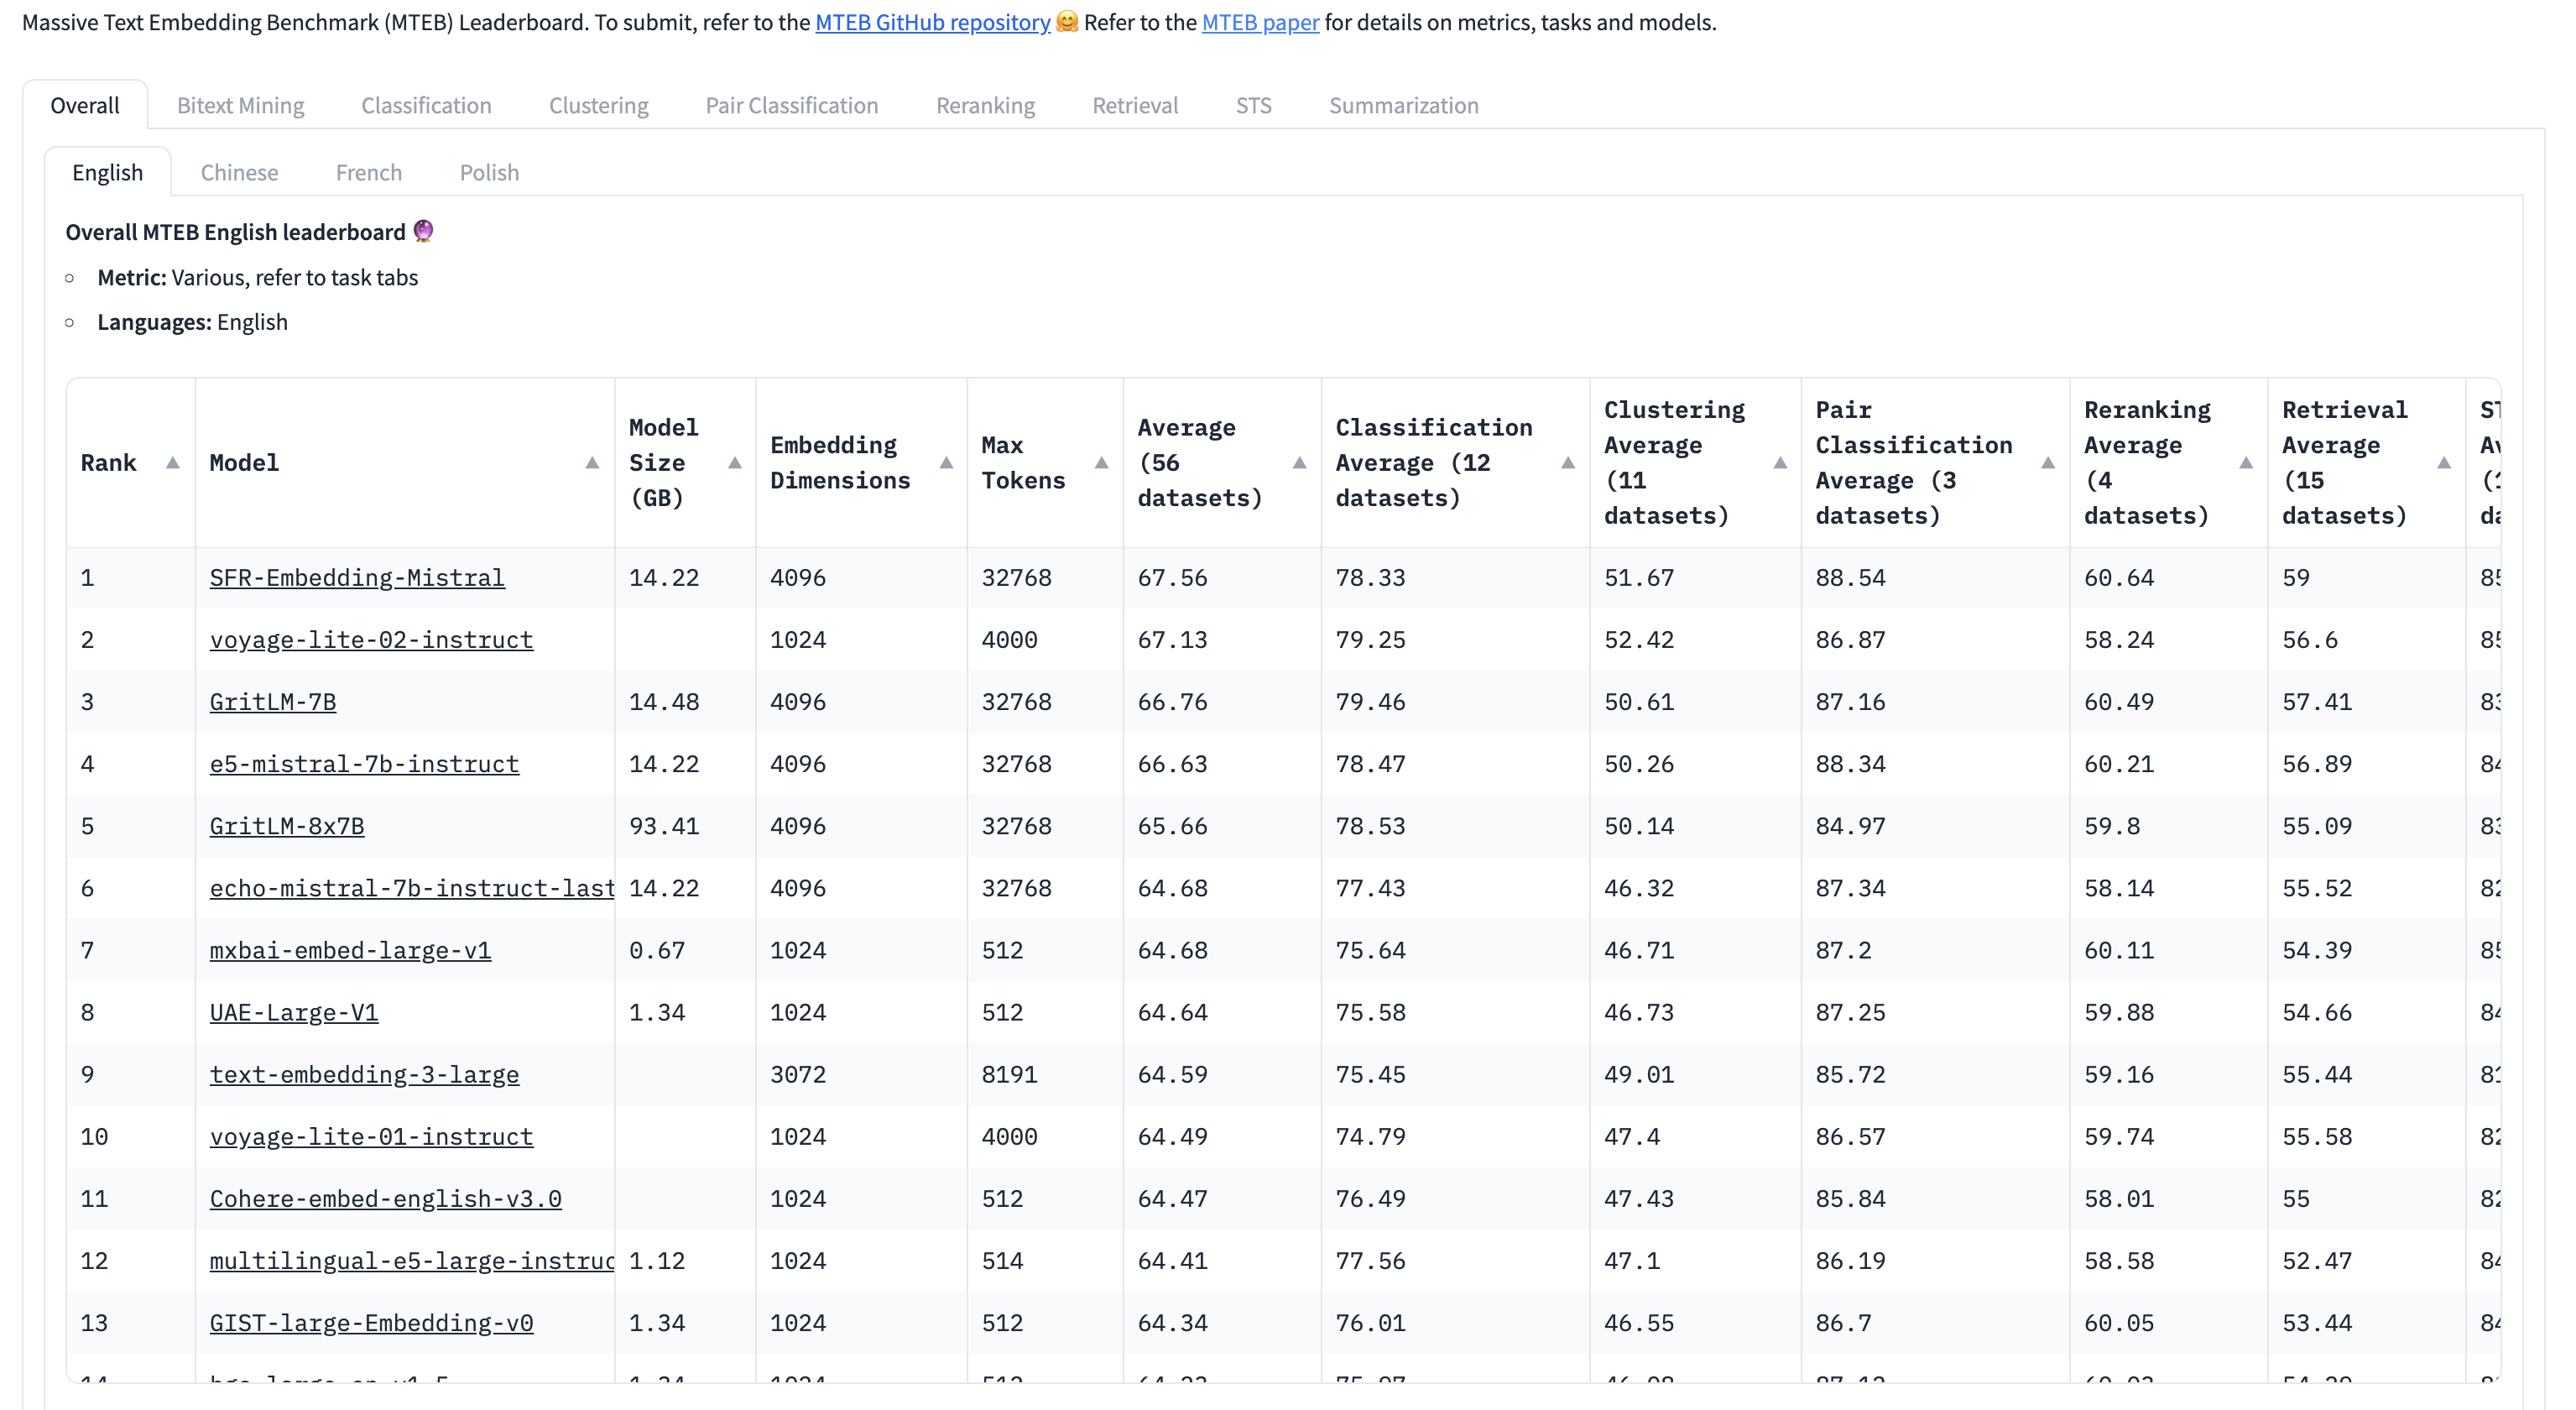 Massive Text Embedding Benchmark (MTEB) Leaderboard. To submit, refer to the MTEB GitHub repository 🤗 Refer to the MTEB paper for details on metrics, tasks and models.
Overall Bitext Mining Classification Clustering Pair Classification Reranking Retrieval STS Summarization
English Chinese French Polish
Overall MTEB English leaderboard 🔮
Metric: Various, refer to task tabs
Languages: English
Rank Model Model Size (GB) Embedding Dimensions Max Tokens Average (56 datasets) Classification Average (12 datasets) Clustering Average (11 datasets) Pair Classification Average (3 datasets) Reranking Average (4 datasets) Retrieval Average (15 datasets)
1 SFR-Embedding-Mistral 14.22 4096 32768 67.56 78.33 51.67 88.54 60.64 59 85
2 voyage-lite-02-instruct 1024 4000 67.13 79.25 52.42 86.87 58.24 56.6 85
3 GritLM-7B 14.48 4096 32768 66.76 79.46 50.61 87.16 60.49 57.41 83
4 e5-mistral-7b-instruct 14.22 4096 32768 66.63 78.47 50.26 88.34 60.21 56.89 84
5 GritLM-8x7B 93.41 4096 32768 65.66 78.53 50.14 84.97 59.8 55.09 83
6 echo-mistral-7b-instruct-last 14.22 4096 32768 64.68 77.43 46.32 87.34 58.14 55.52 82
7 mxbai-embed-large-v1 0.67 1024 512 64.68 75.64 46.71 87.2 60.11 54.39 85
8 UAE-Large-V1 1.34 1024 512 64.64 75.58 46.73 87.25 59.88 54.66 84
9 text-embedding-3-large 3072 8191 64.59 75.45 49.01 85.72 59.16 55.44 81
10 voyage-lite-01-instruct 1024 4000 64.49 74.79 47.4 86.57 59.74 55.58 82
11 Cohere-embed-english-v3.0 1024 512 64.47 76.49 47.43 85.84 58.01 55 82
12 multilingual-e5-large-instruc 1.12 1024 514 64.41 77.56 47.1 86.19 58.58 52.47 84
13 GIST-large-Embedding-v0 1.34 1024 512 64.34 76.01 46.55 86.7 60.05 53.44 84